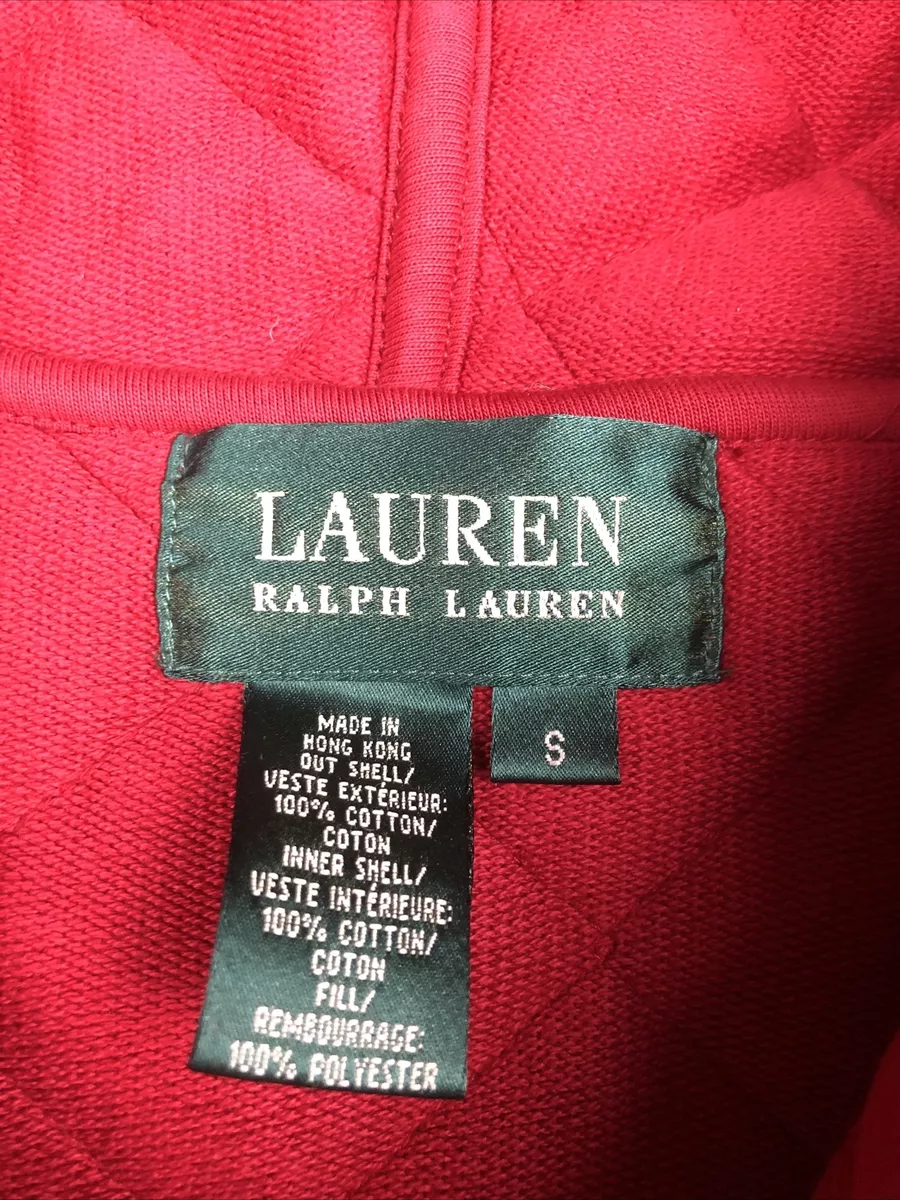 LAUREN
RALPH LAUREN
MADE IN
HONG KONG
OUT SHELL/
VESTE EXTÉRIEUR:
100% COTTON/
COTON
INNER SHELL/
VESTE INTÉRIEURE:
100% COTTON/
COTON
FILL/
REMBOURRAGE:
100% POLYESTER
S